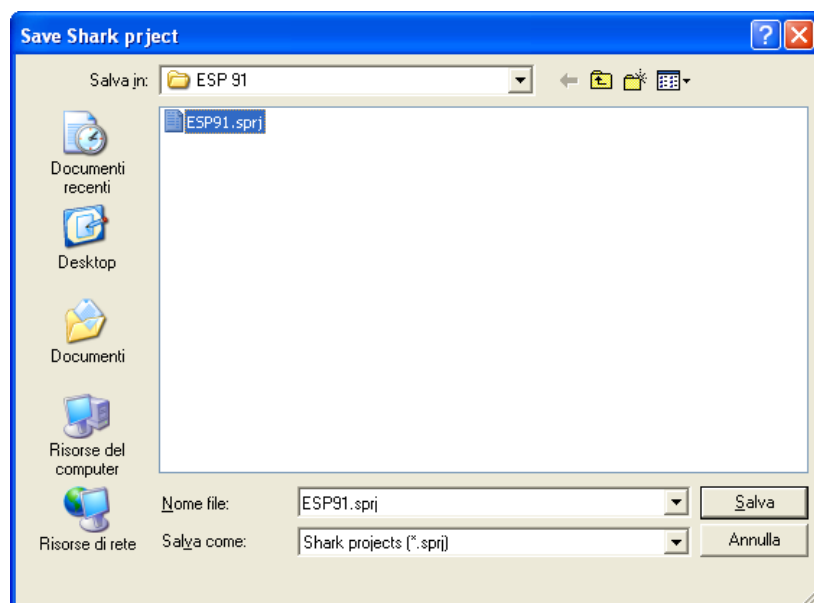 Save Shark prject
Salva in:
ESP 91
ESP91.sprj
Documenti
recenti
Desktop
Documenti
Risorse del
computer
Risorse di rete
Nome file:
ESP91.sprj
Salva
Salva come:
Shark projects (*.sprj)
Annulla